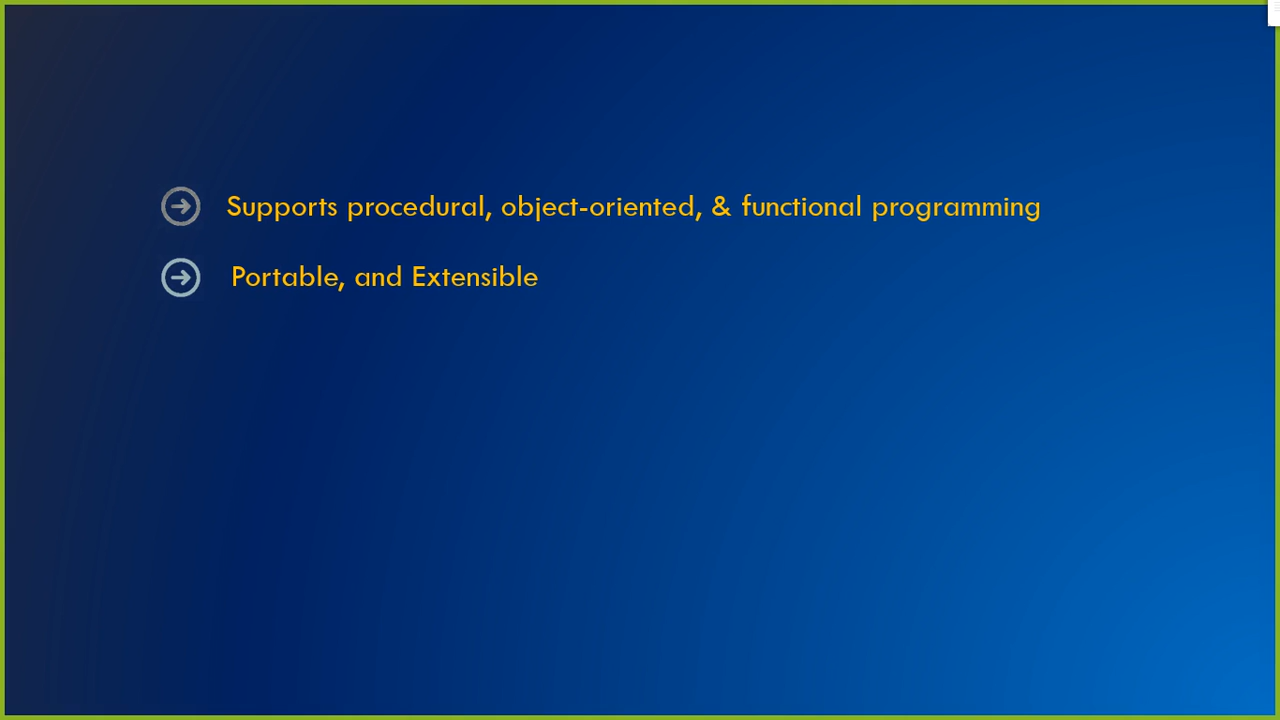 Supports procedural, object-oriented, & functional programming
Portable, and Extensible